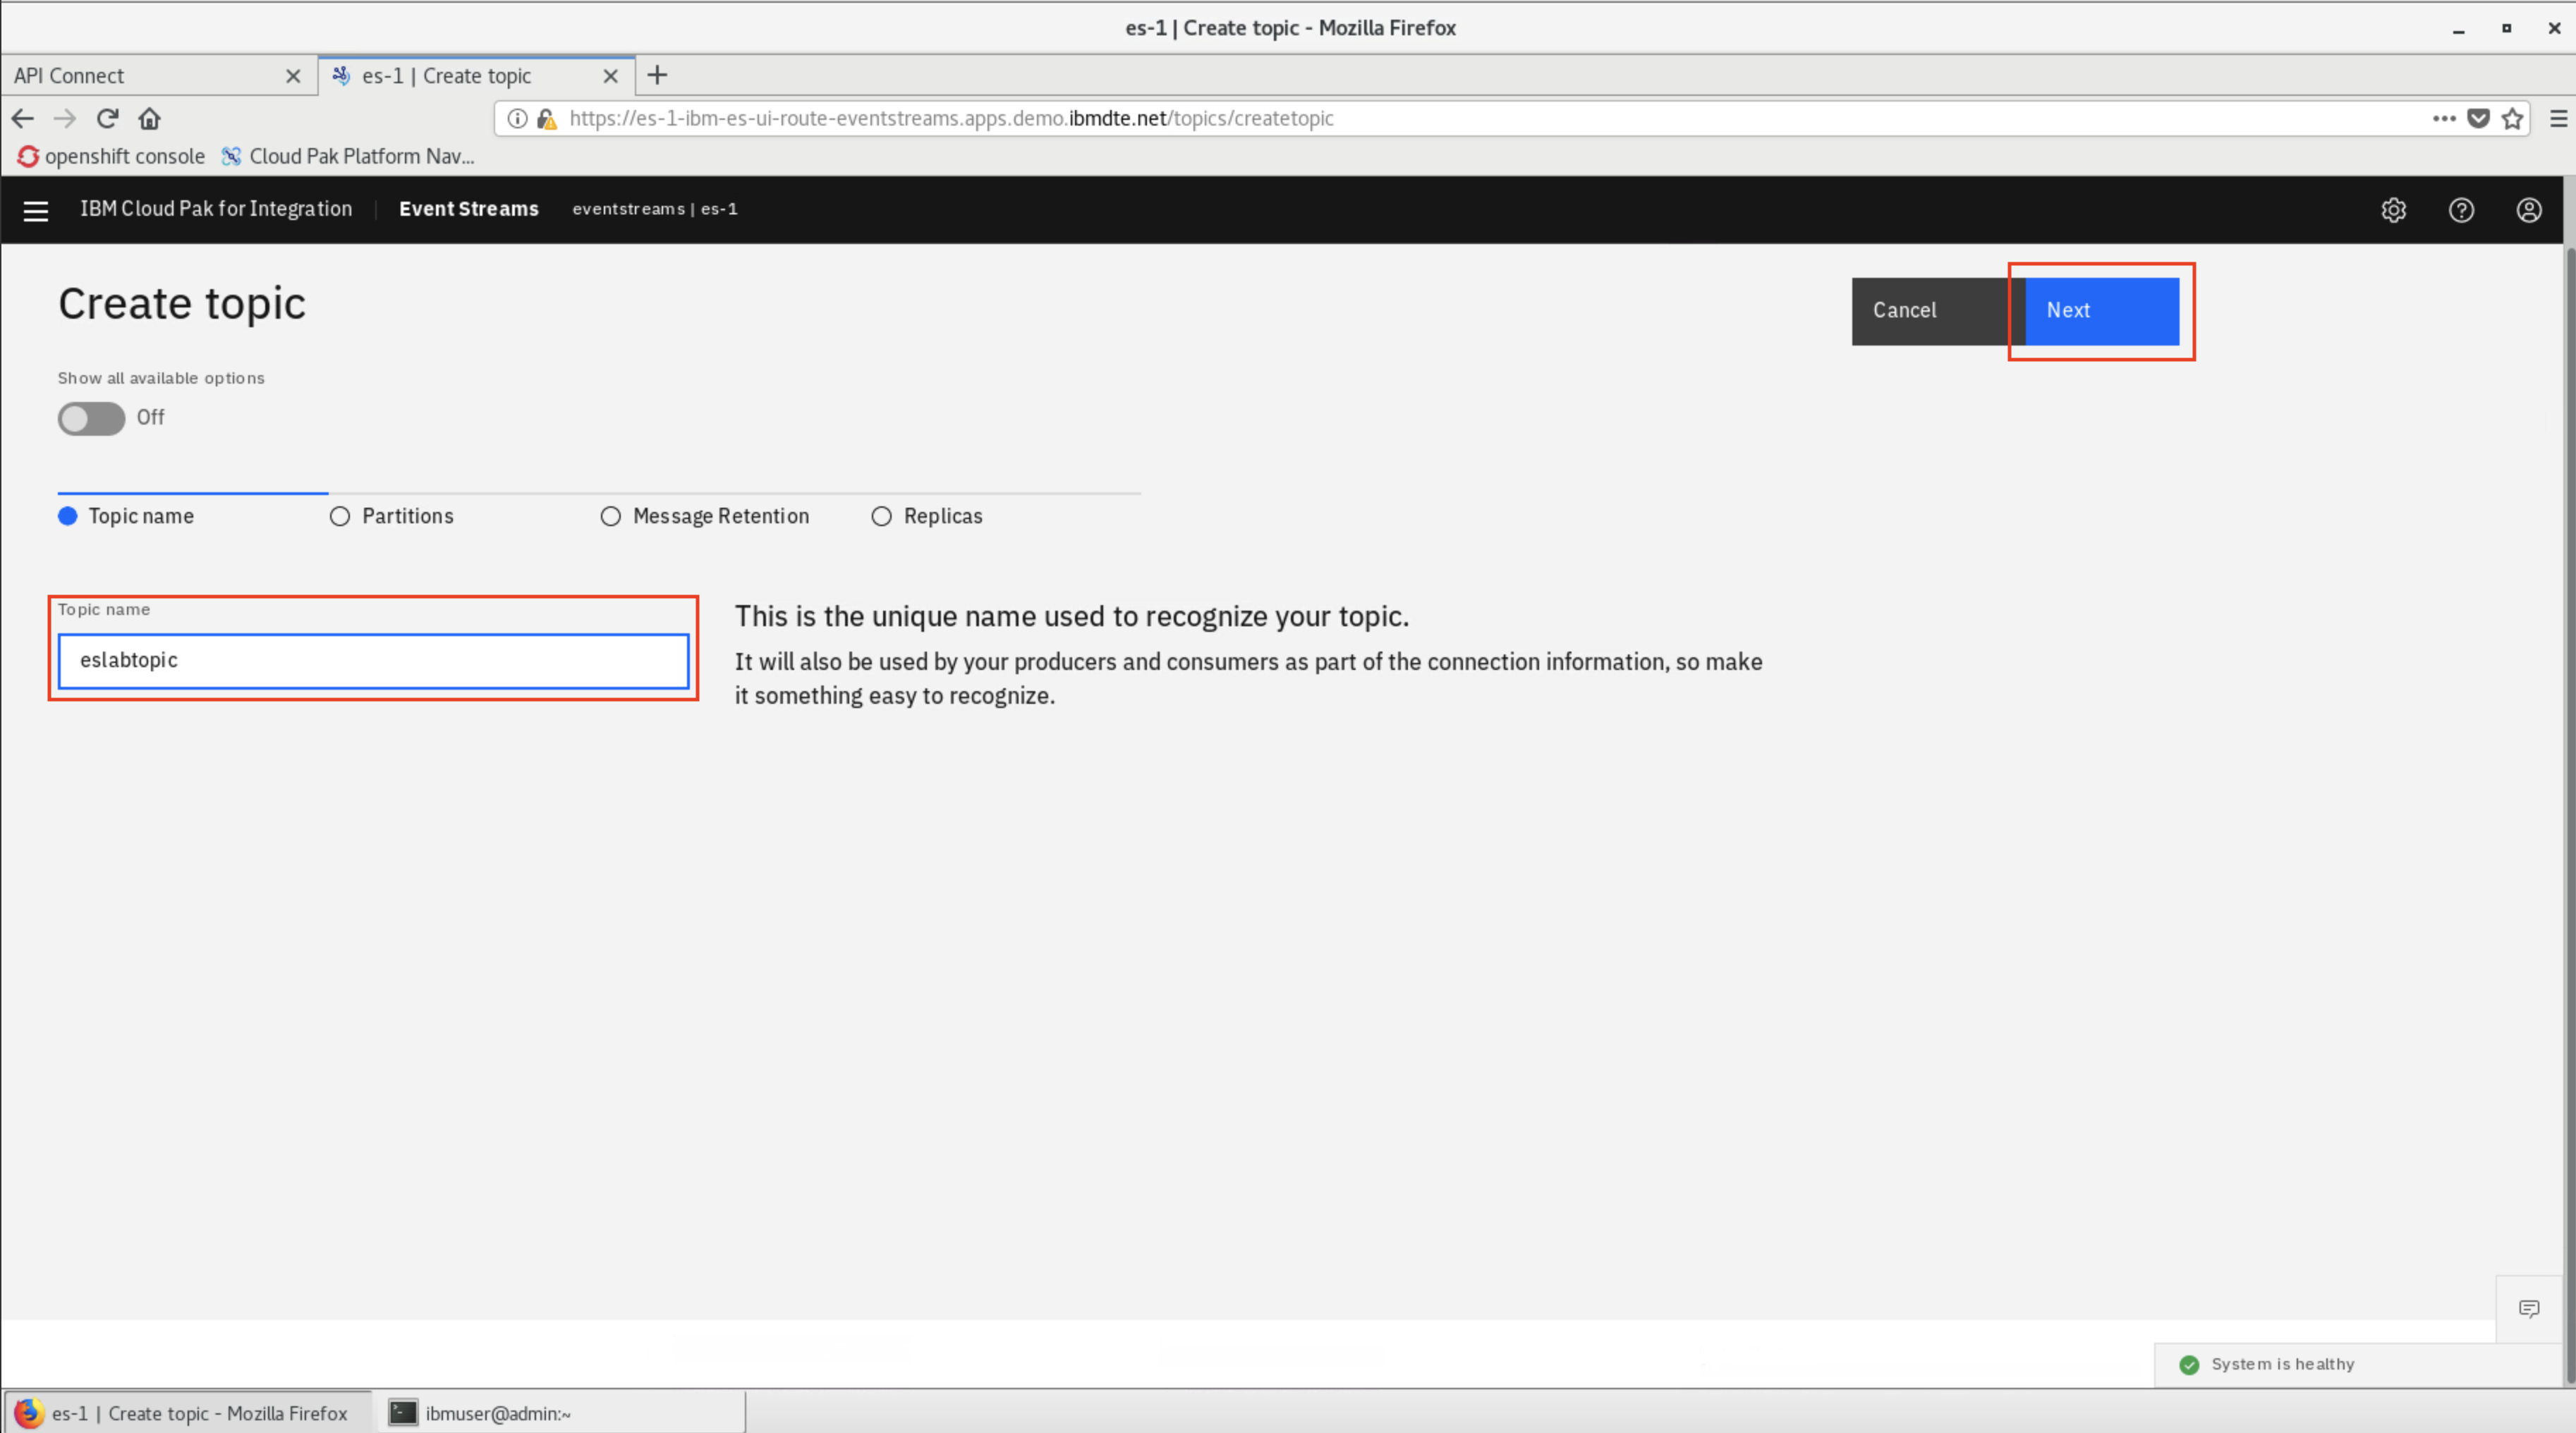 es-1 | Create topic - Mozilla Firefox
API Connect
es-1 | Create topic
https://es-1-ibm-es-ui-route-eventstreams.apps.demo.ibmdte.net/topics/createtopic
openshift console
Cloud Pak Platform Nav...
IBM Cloud Pak for Integration
Event Streams
eventstreams | es-1
Create topic
Cancel
Next
Show all available options
Off
Topic name
Partitions
Message Retention
Replicas
Topic name
eslabtopic
This is the unique name used to recognize your topic.
It will also be used by your producers and consumers as part of the connection information, so make
it something easy to recognize.
System is healthy
es-1 | Create topic - Mozilla Firefox
ibmuser@admin:~